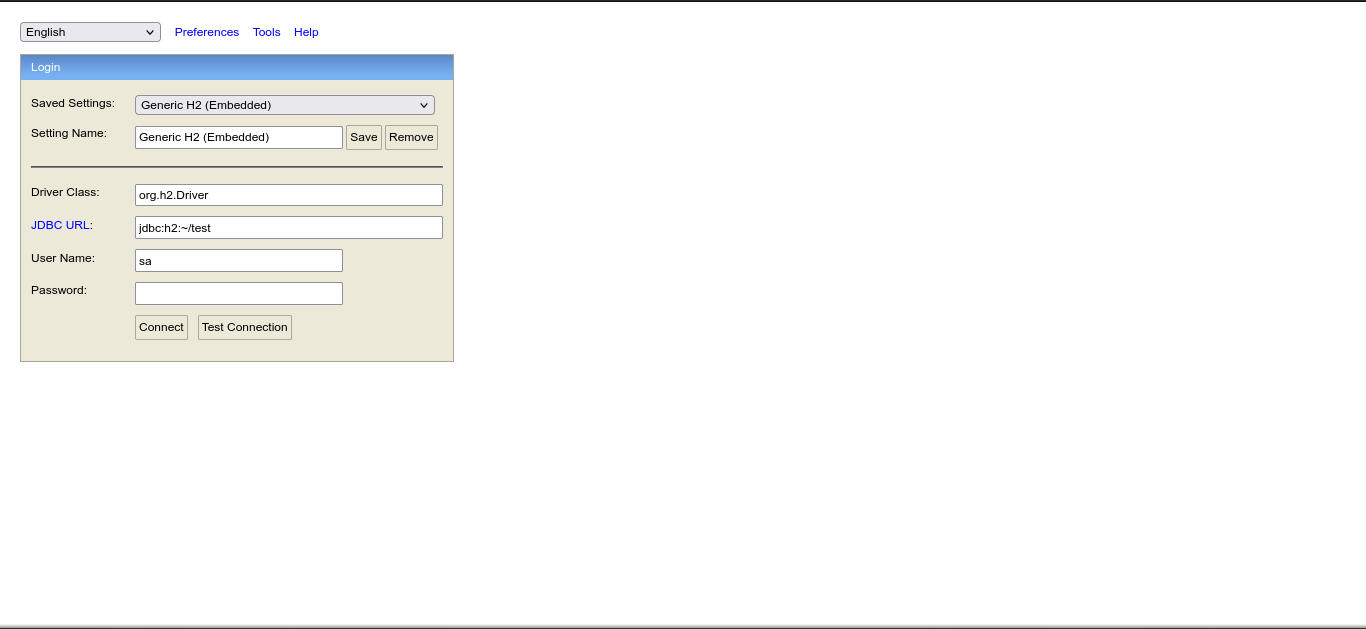 English Preferences Tools Help
Login
Saved Settings: Generic H2 (Embedded)
Setting Name: Generic H2 (Embedded) Save Remove
Driver Class: org.h2.Driver
JDBC URL: jdbc:h2:~/test
User Name: sa
Password:
Connect Test Connection